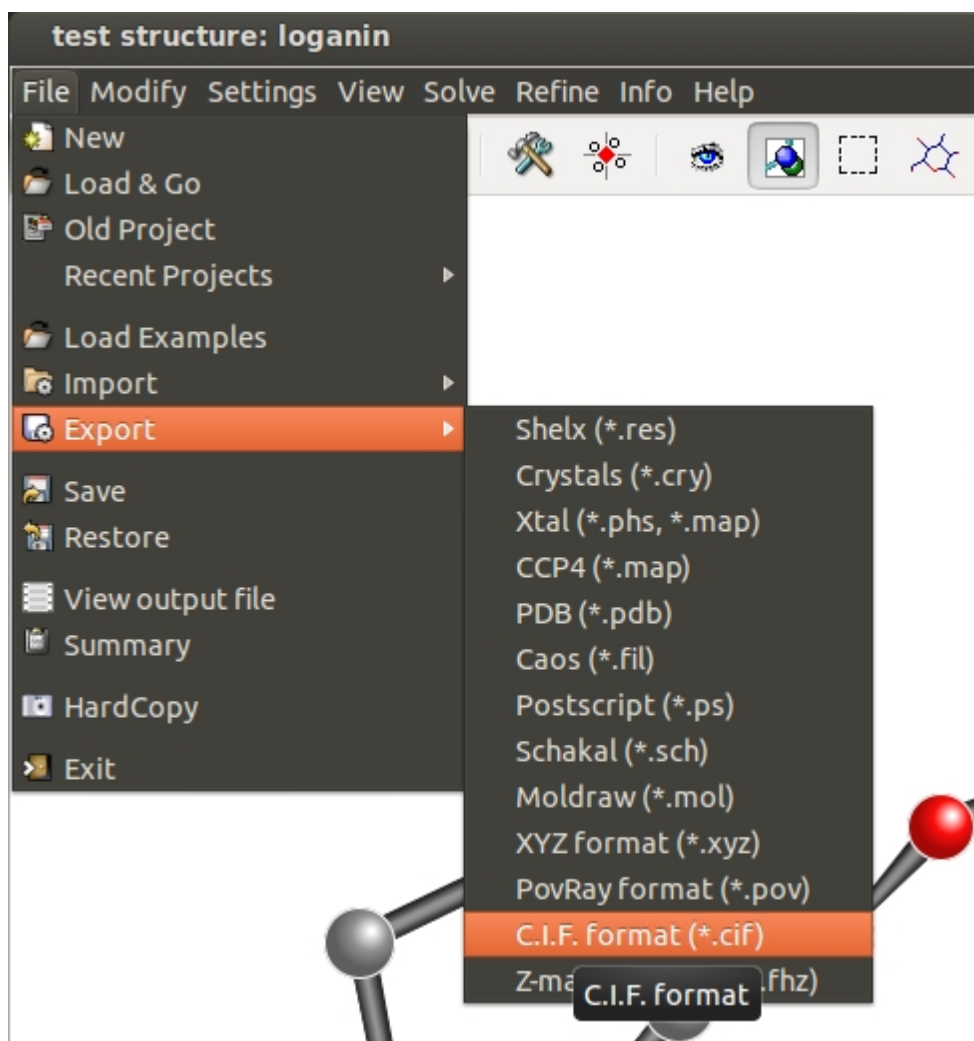 test structure: loganin
File Modify Settings View Solve Refine Info Help
New
Load & Go
Old Project
Recent Projects
Load Examples
Import
Export
Save
Restore
View output file
Summary
HardCopy
Exit
Shelx (*.res)
Crystals (*.cry)
Xtal (*.phs, *.map)
CCP4 (*.map)
PDB (*.pdb)
Caos (*.fil)
Postscript (*.ps)
Schakal (*.sch)
Moldraw (*.mol)
XYZ format (*.xyz)
PovRay format (*.pov)
C.I.F. format (*.cif)
.fhz)
C.I.F. format